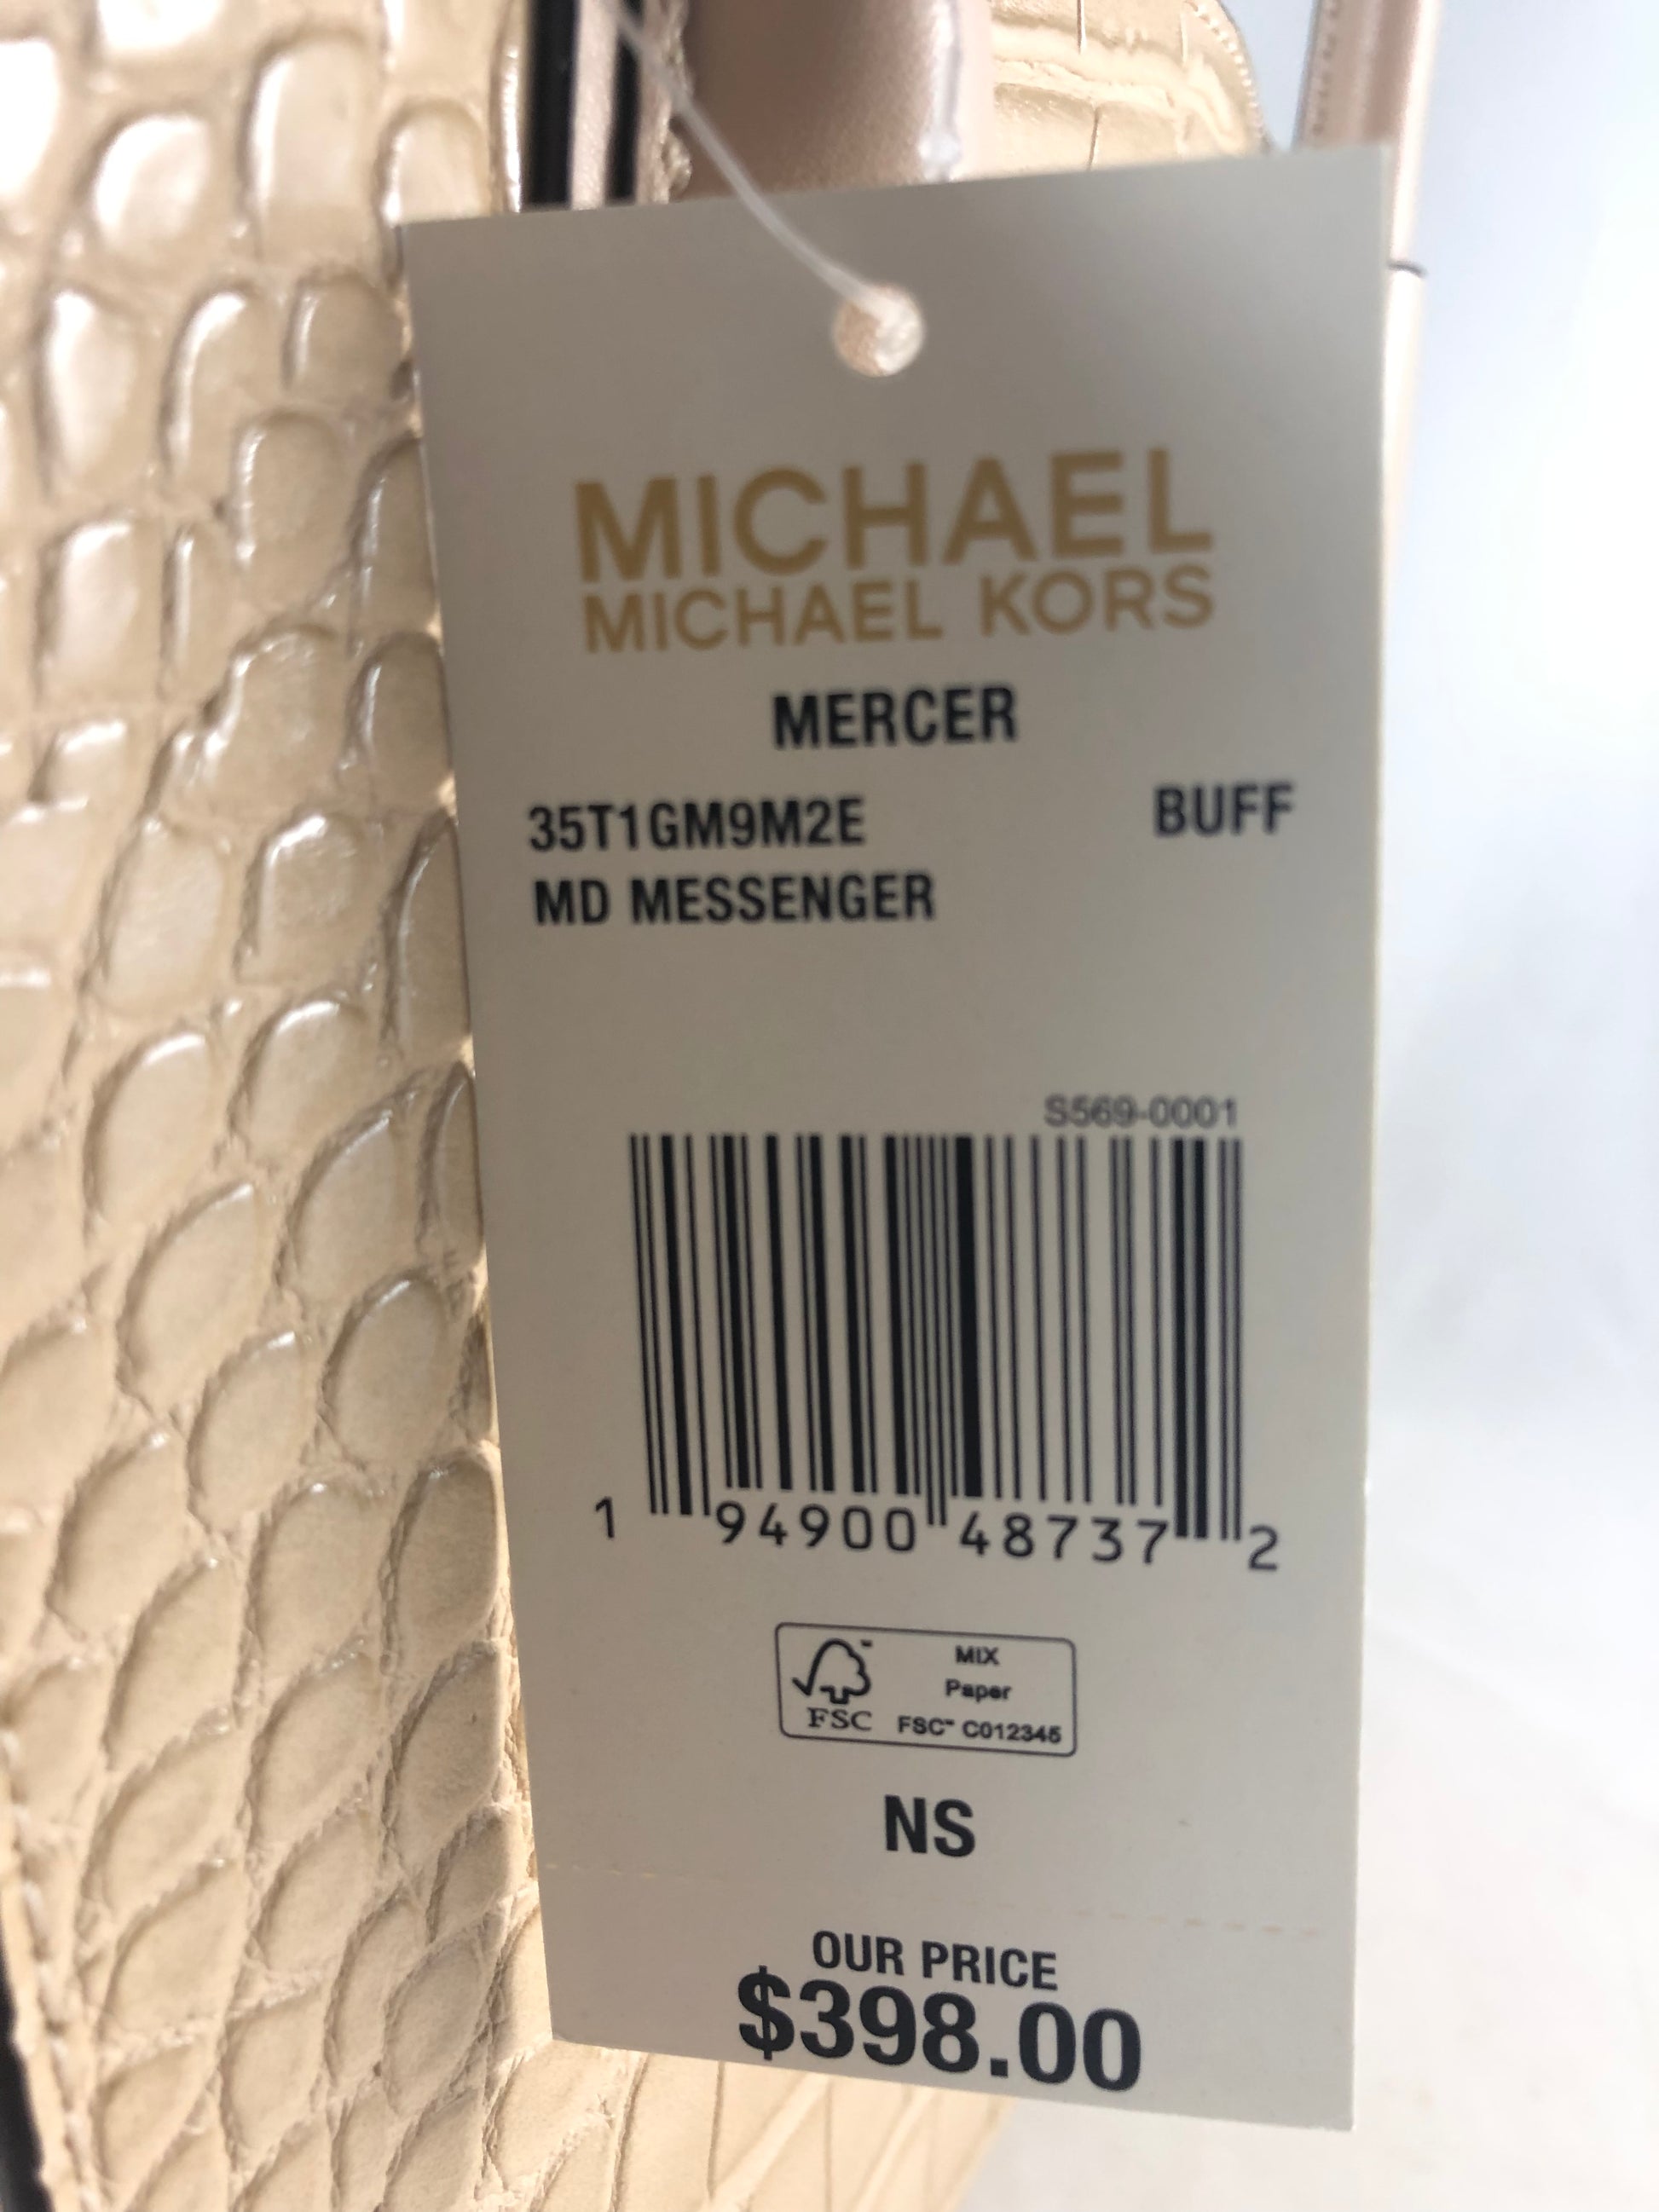 MICHAEL
MICHAEL KORS
MERCER
35T1GM9M2E BUFF
MD MESSENGER
S569-0001
1 94900 48737 2
MIX
Paper
FSC™ C012345
FSC
NS
OUR PRICE
$398.00